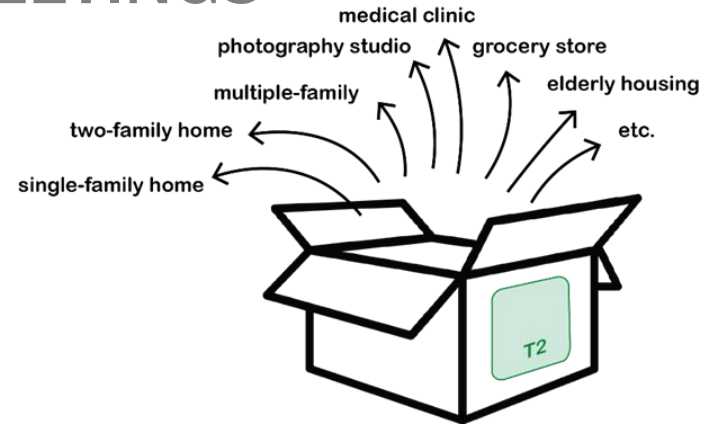 medical clinic
photography studio
grocery store
multiple-family
elderly housing
two-family home
etc.
single-family home
T2